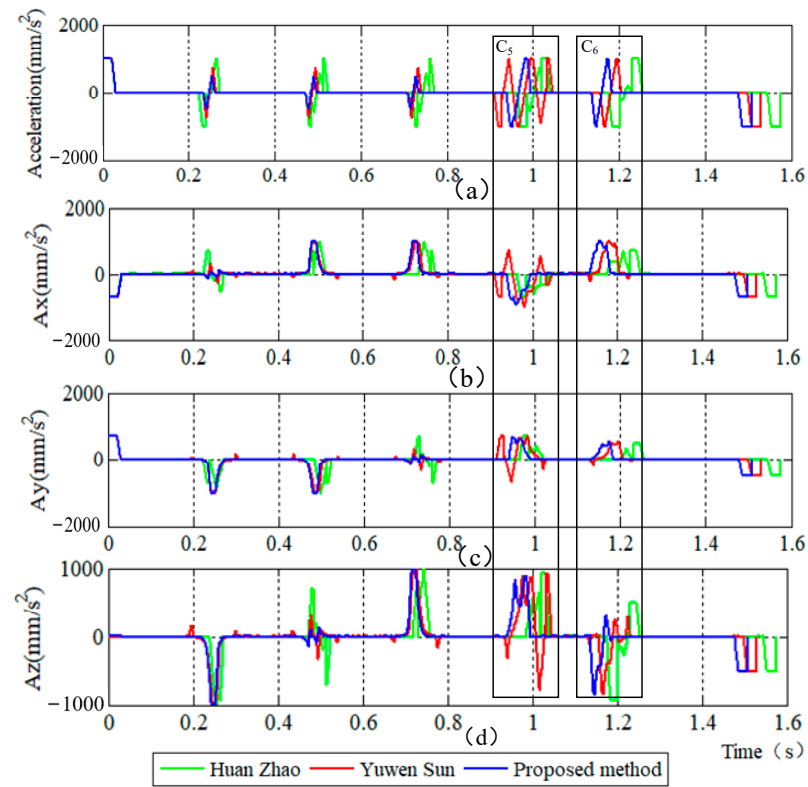 Acceleration(mm/s²)
2000
0
−2000
C₅
C₆
0 0.2 0.4 0.6 0.8 1 1.2 1.4 1.6
(a)
Ax(mm/s²)
2000
0
−2000
0 0.2 0.4 0.6 0.8 1 1.2 1.4 1.6
(b)
Ay(mm/s²)
2000
0
−2000
0 0.2 0.4 0.6 0.8 1 1.2 1.4 1.6
(c)
Az(mm/s²)
1000
0
−1000
0 0.2 0.4 0.6 0.8 1 1.2 1.4 1.6
(d)
Time (s)
Huan Zhao Yuwen Sun Proposed method